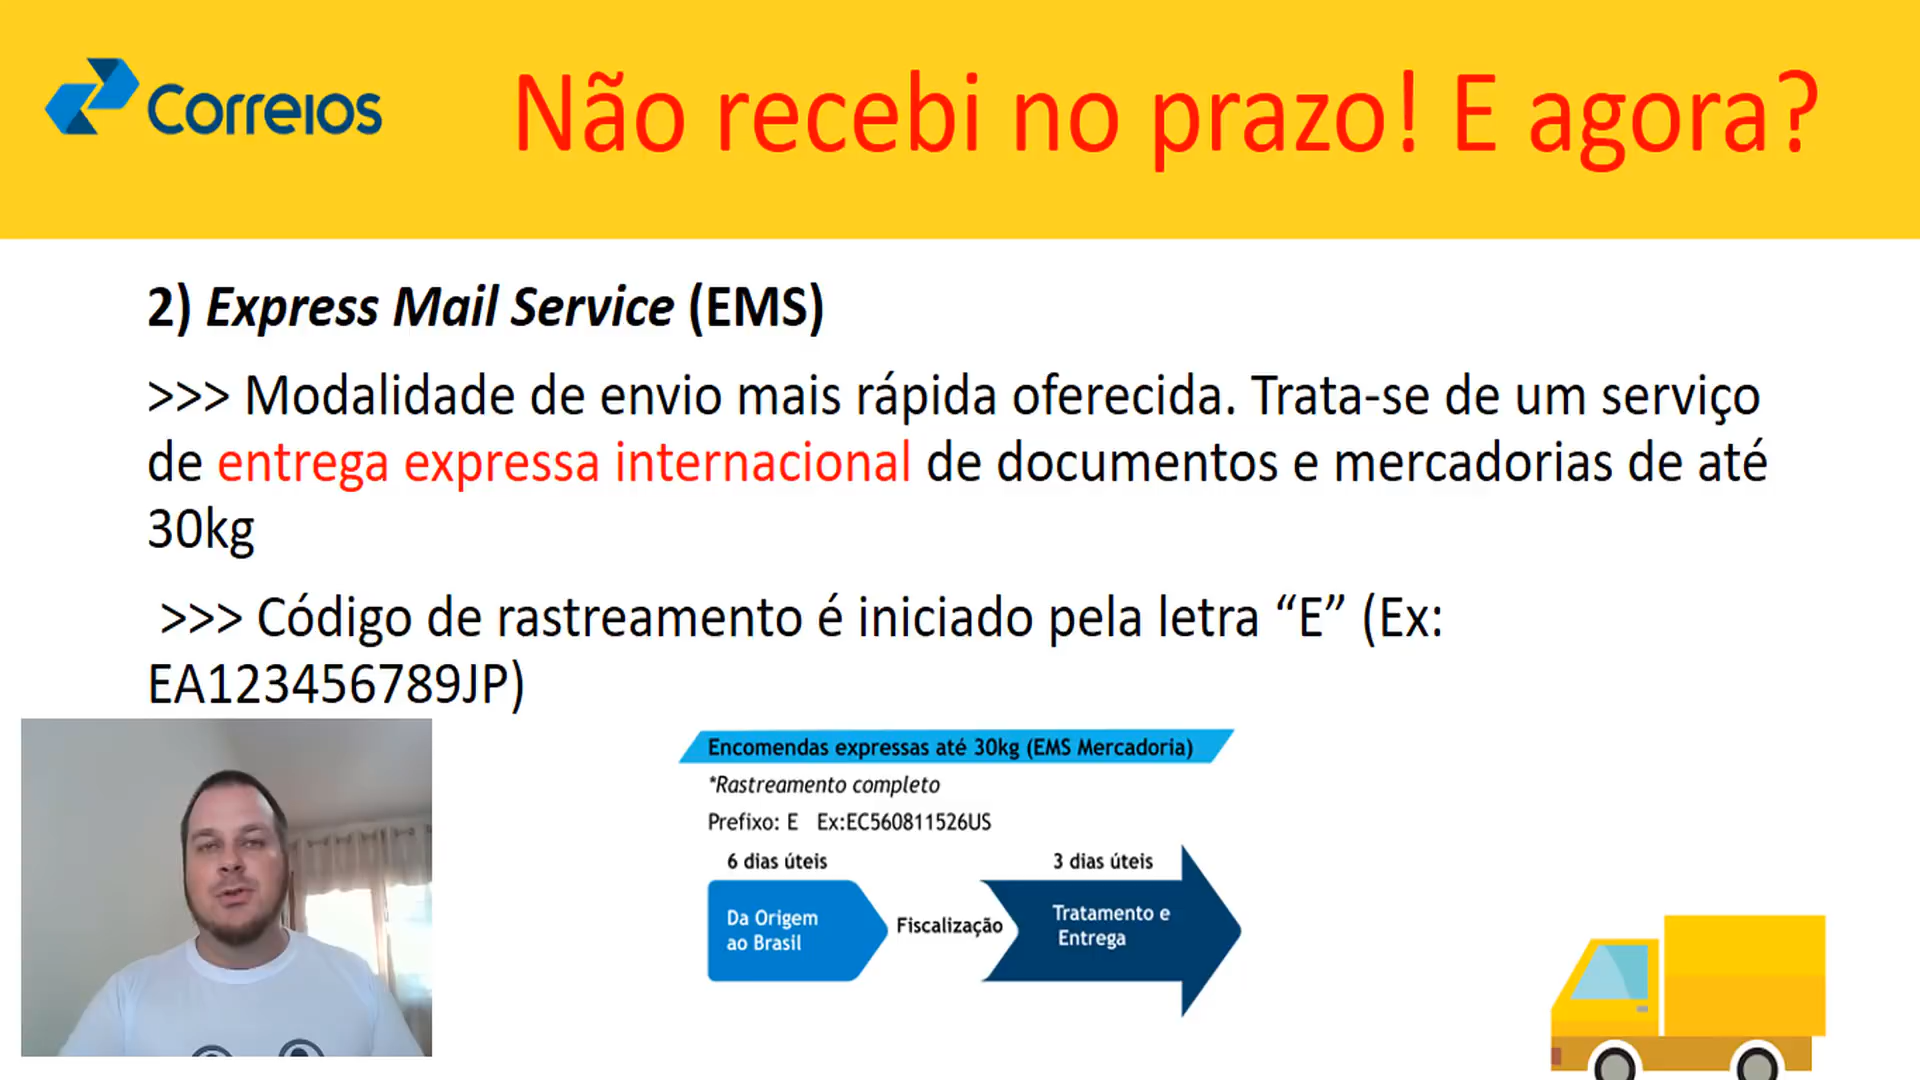 Correios
Não recebi no prazo! E agora?
2) Express Mail Service (EMS)
>>> Modalidade de envio mais rápida oferecida. Trata-se de um serviço
de entrega expressa internacional de documentos e mercadorias de até
30kg
>>> Código de rastreamento é iniciado pela letra “E” (Ex:
EA123456789JP)
Encomendas expressas até 30kg (EMS Mercadoria)
*Rastreamento completo
Prefixo: E Ex:EC560811526US
6 dias úteis
3 dias úteis
Da Origem
ao Brasil
Fiscalização
Tratamento e
Entrega